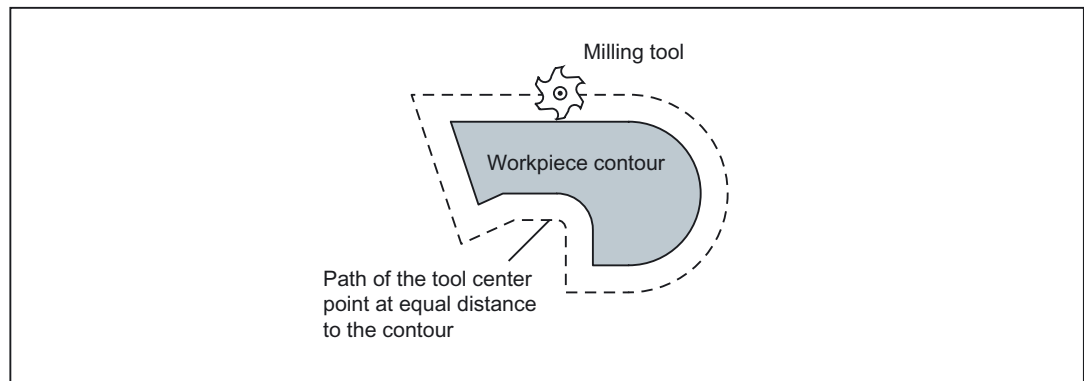 Milling tool
Workpiece contour
Path of the tool center
point at equal distance
to the contour